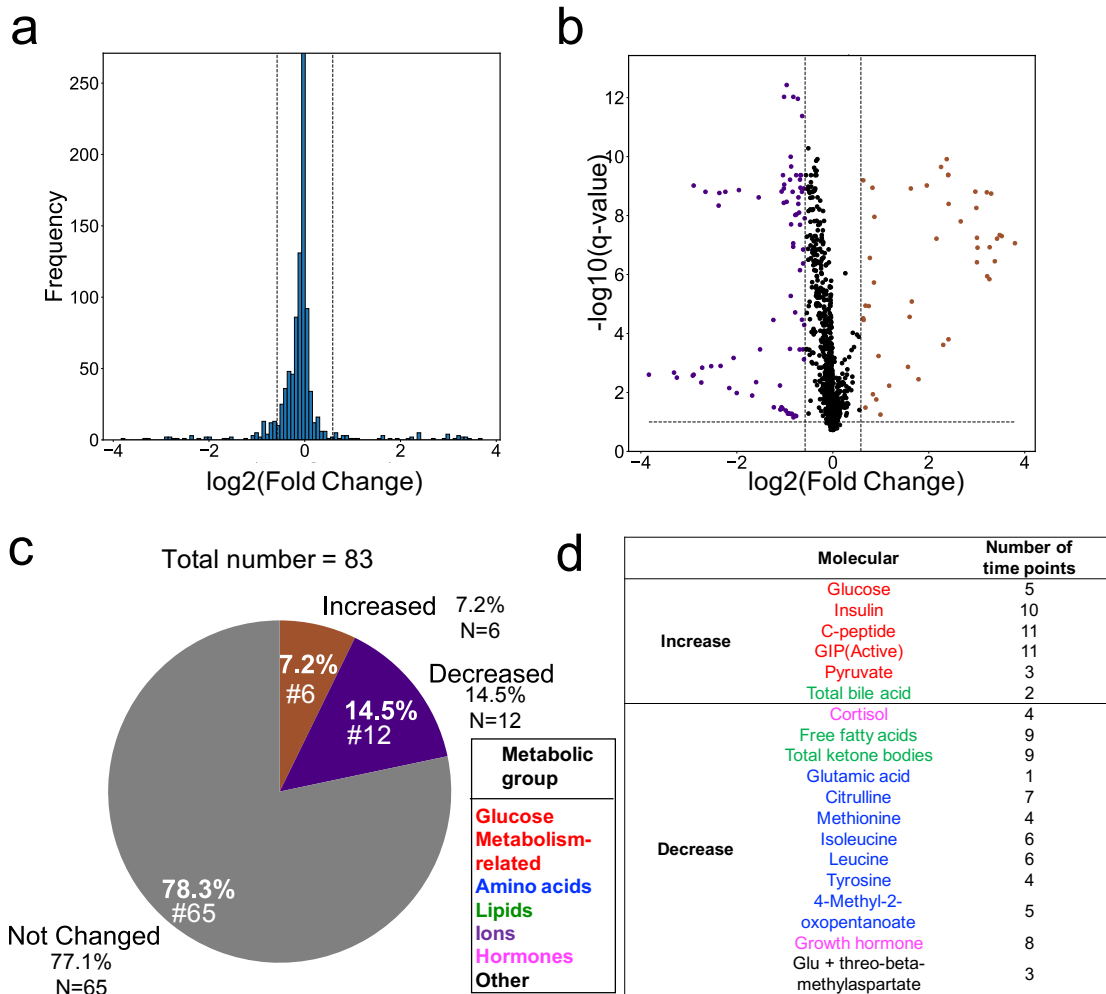 a
250
200
150
100
50
0
Frequency
−4
−2
0
2
4
log2(Fold Change)
b
12
10
8
6
4
2
0
-log10(q-value)
−4
−2
0
2
4
log2(Fold Change)
c
Total number = 83
Increased
7.2%
N=6
7.2%
#6
Decreased
14.5%
N=12
14.5%
#12
78.3%
#65
Not Changed
77.1%
N=65
Metabolic
group
Glucose
Metabolism-
related
Amino acids
Lipids
Ions
Hormones
Other
d
Molecular
Number of
time points
Increase
Glucose 5
Insulin 10
C-peptide 11
GIP(Active) 11
Pyruvate 3
Total bile acid 2
Decrease
Cortisol 4
Free fatty acids 9
Total ketone bodies 9
Glutamic acid 1
Citrulline 7
Methionine 4
Isoleucine 6
Leucine 6
Tyrosine 4
4-Methyl-2-
oxopentanoate 5
Growth hormone 8
Glu + threo-beta-
methylaspartate 3